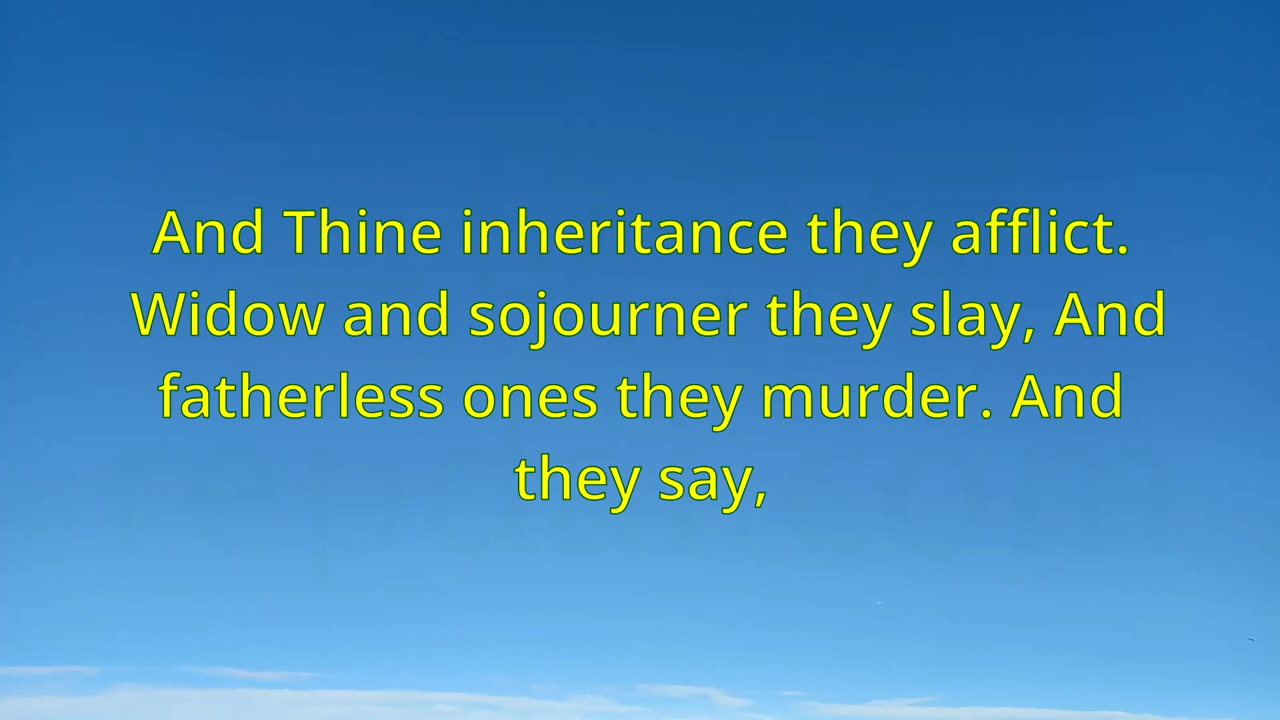 And Thine inheritance they afflict.
Widow and sojourner they slay, And
fatherless ones they murder. And
they say,